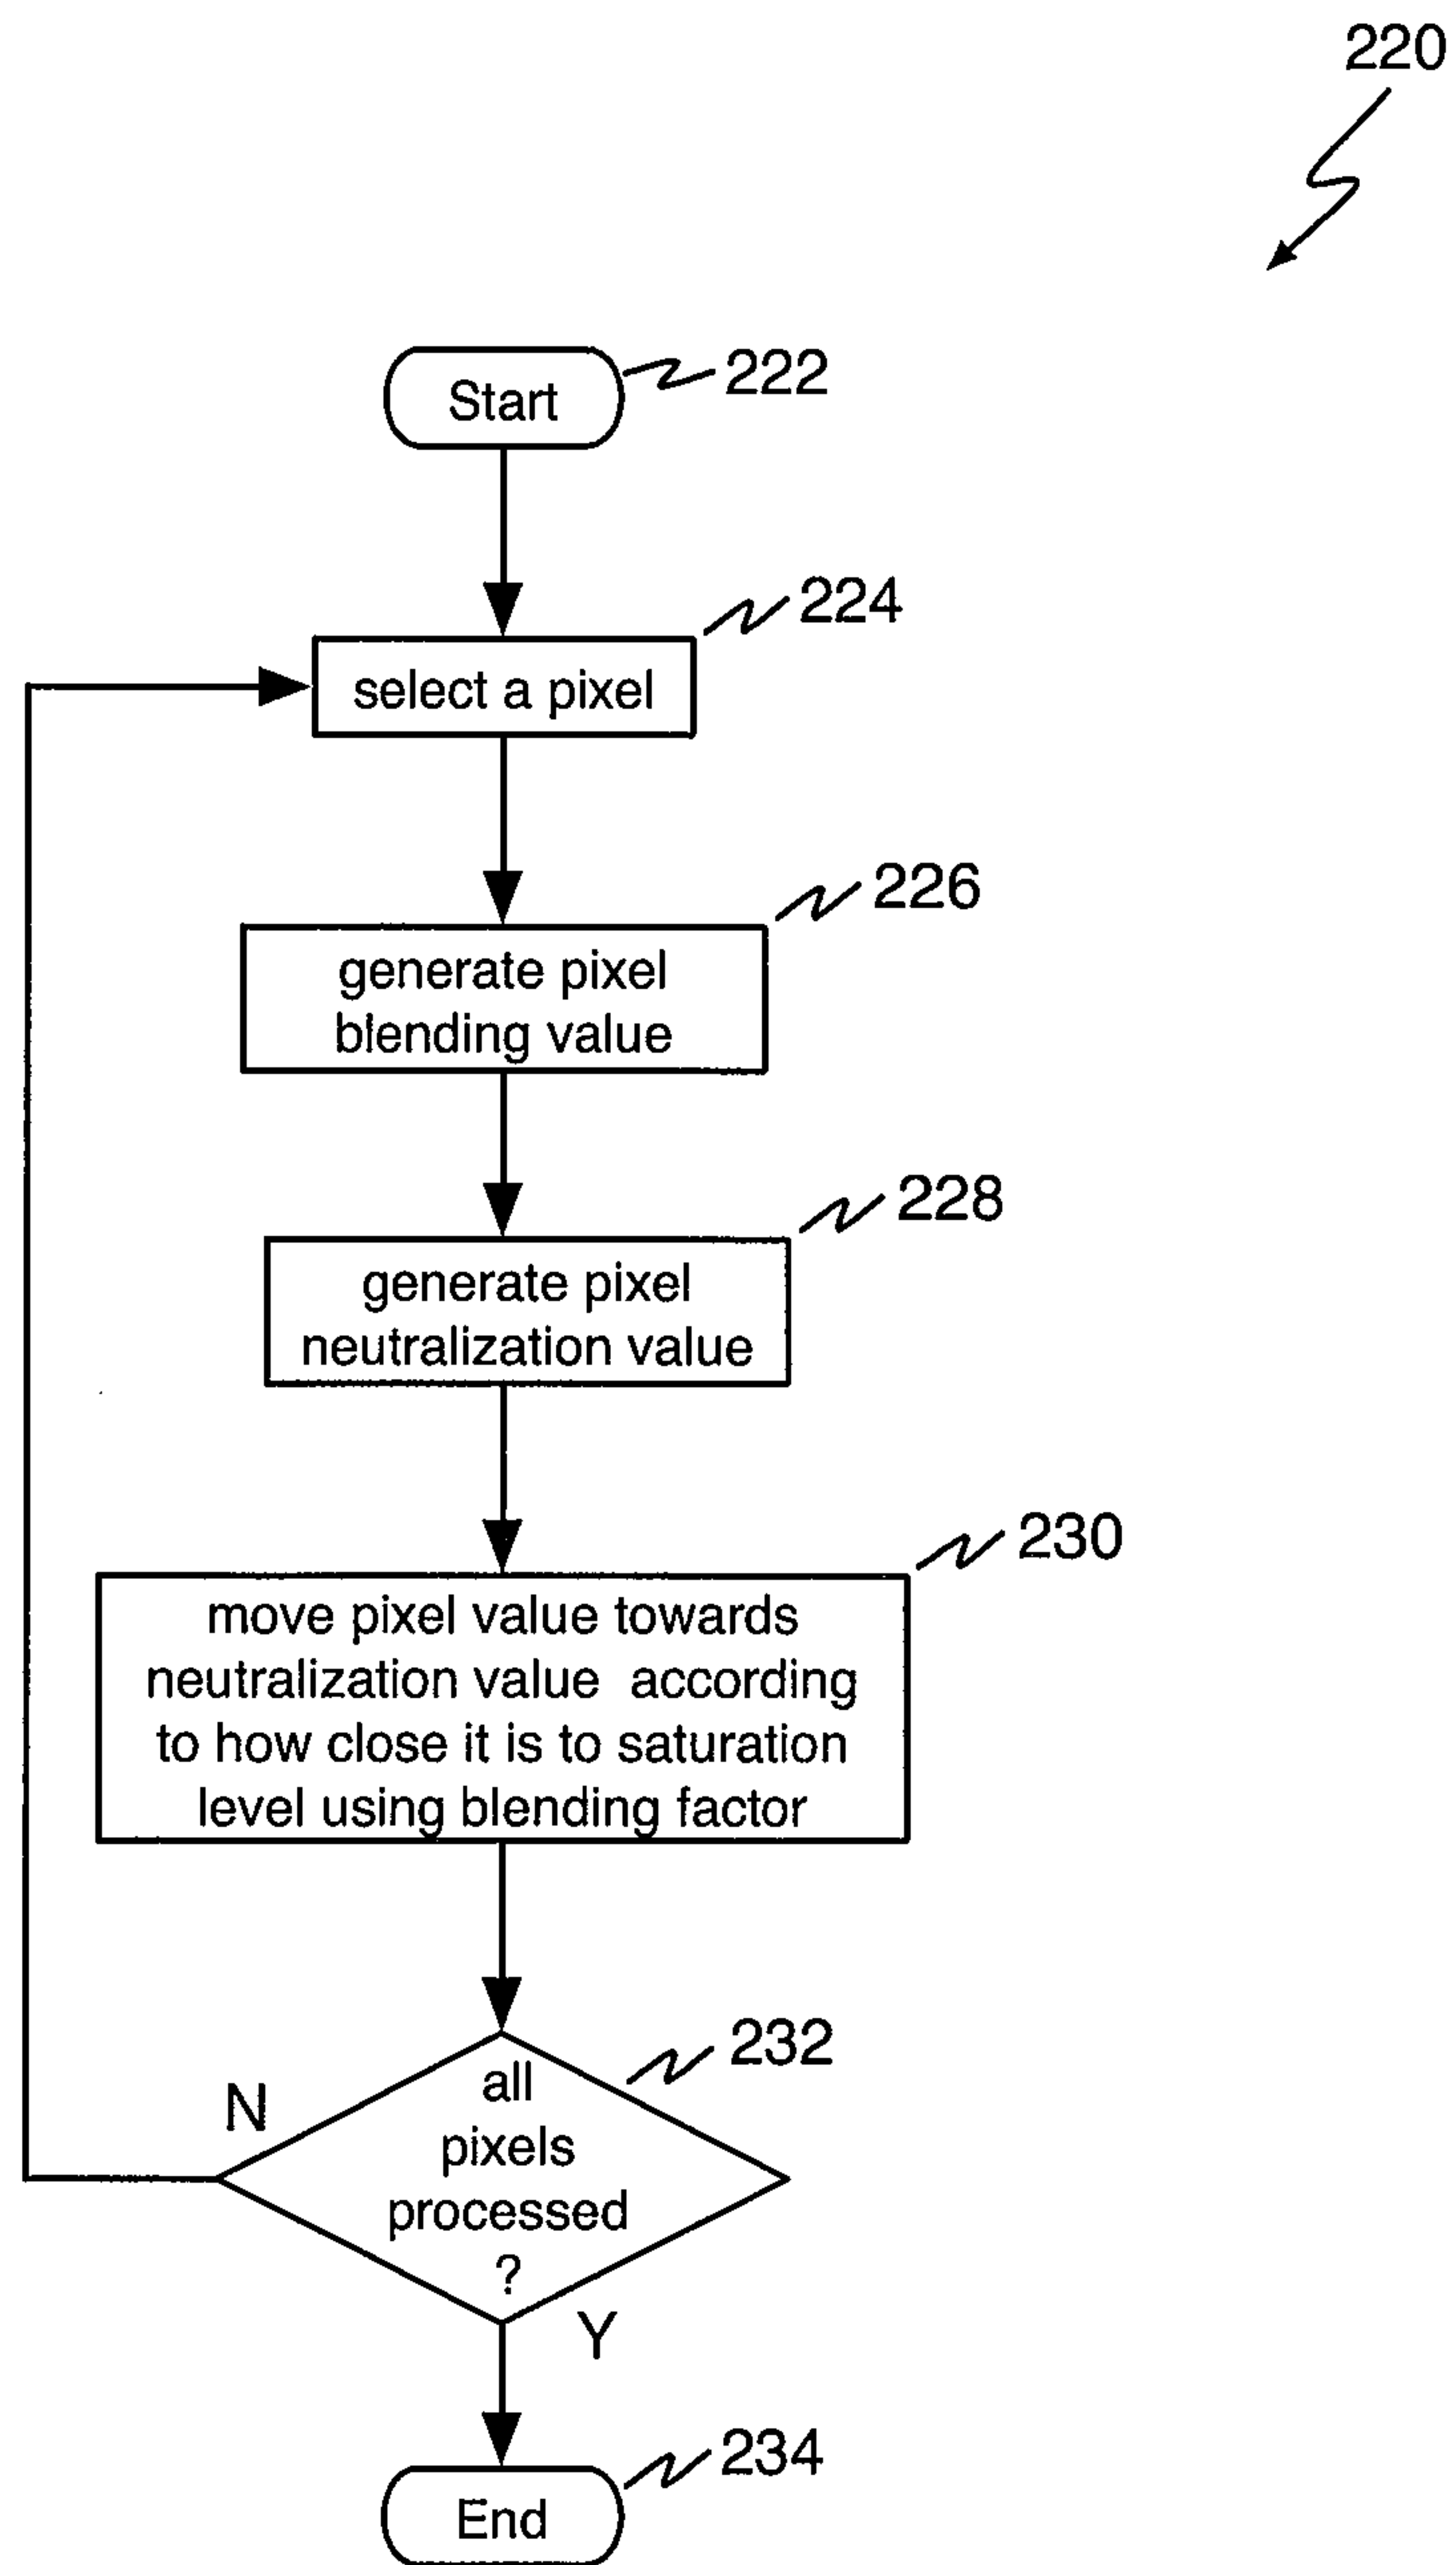 220
Start
222
224
select a pixel
226
generate pixel
blending value
228
generate pixel
neutralization value
230
move pixel value towards
neutralization value according
to how close it is to saturation
level using blending factor
232
all
pixels
processed
?
N
Y
234
End